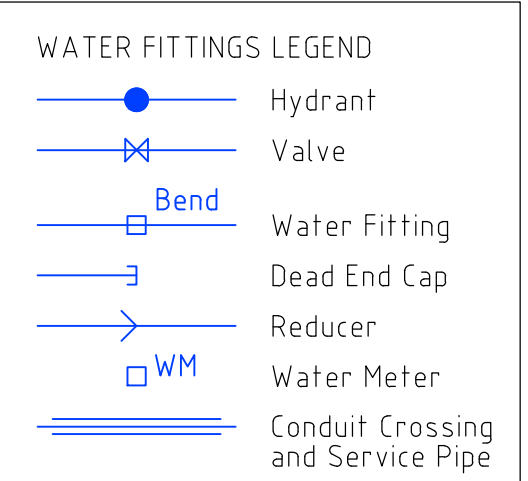 WATER FITTINGS LEGEND
Hydrant
Valve
Bend
Water Fitting
Dead End Cap
Reducer
WM
Water Meter
Conduit Crossing
and Service Pipe